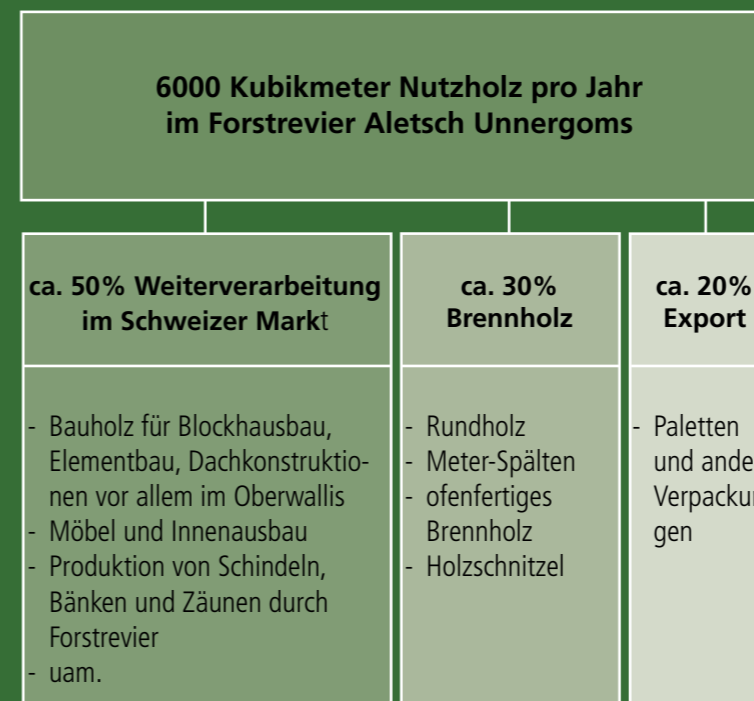 6000 Kubikmeter Nutzholz pro Jahr
im Forstrevier Aletsch Unnergoms
ca. 50% Weiterverarbeitung
im Schweizer Markt
- Bauholz für Blockhausbau,
Elementbau, Dachkonstruktio-
nen vor allem im Oberwallis
- Möbel und Innenausbau
- Produktion von Schindeln,
Bänken und Zäunen durch
Forstrevier
- uam.
ca. 30%
Brennholz
- Rundholz
- Meter-Spälten
- ofenfertiges
Brennholz
- Holzschnitzel
ca. 20%
Export
- Paletten
und
gen